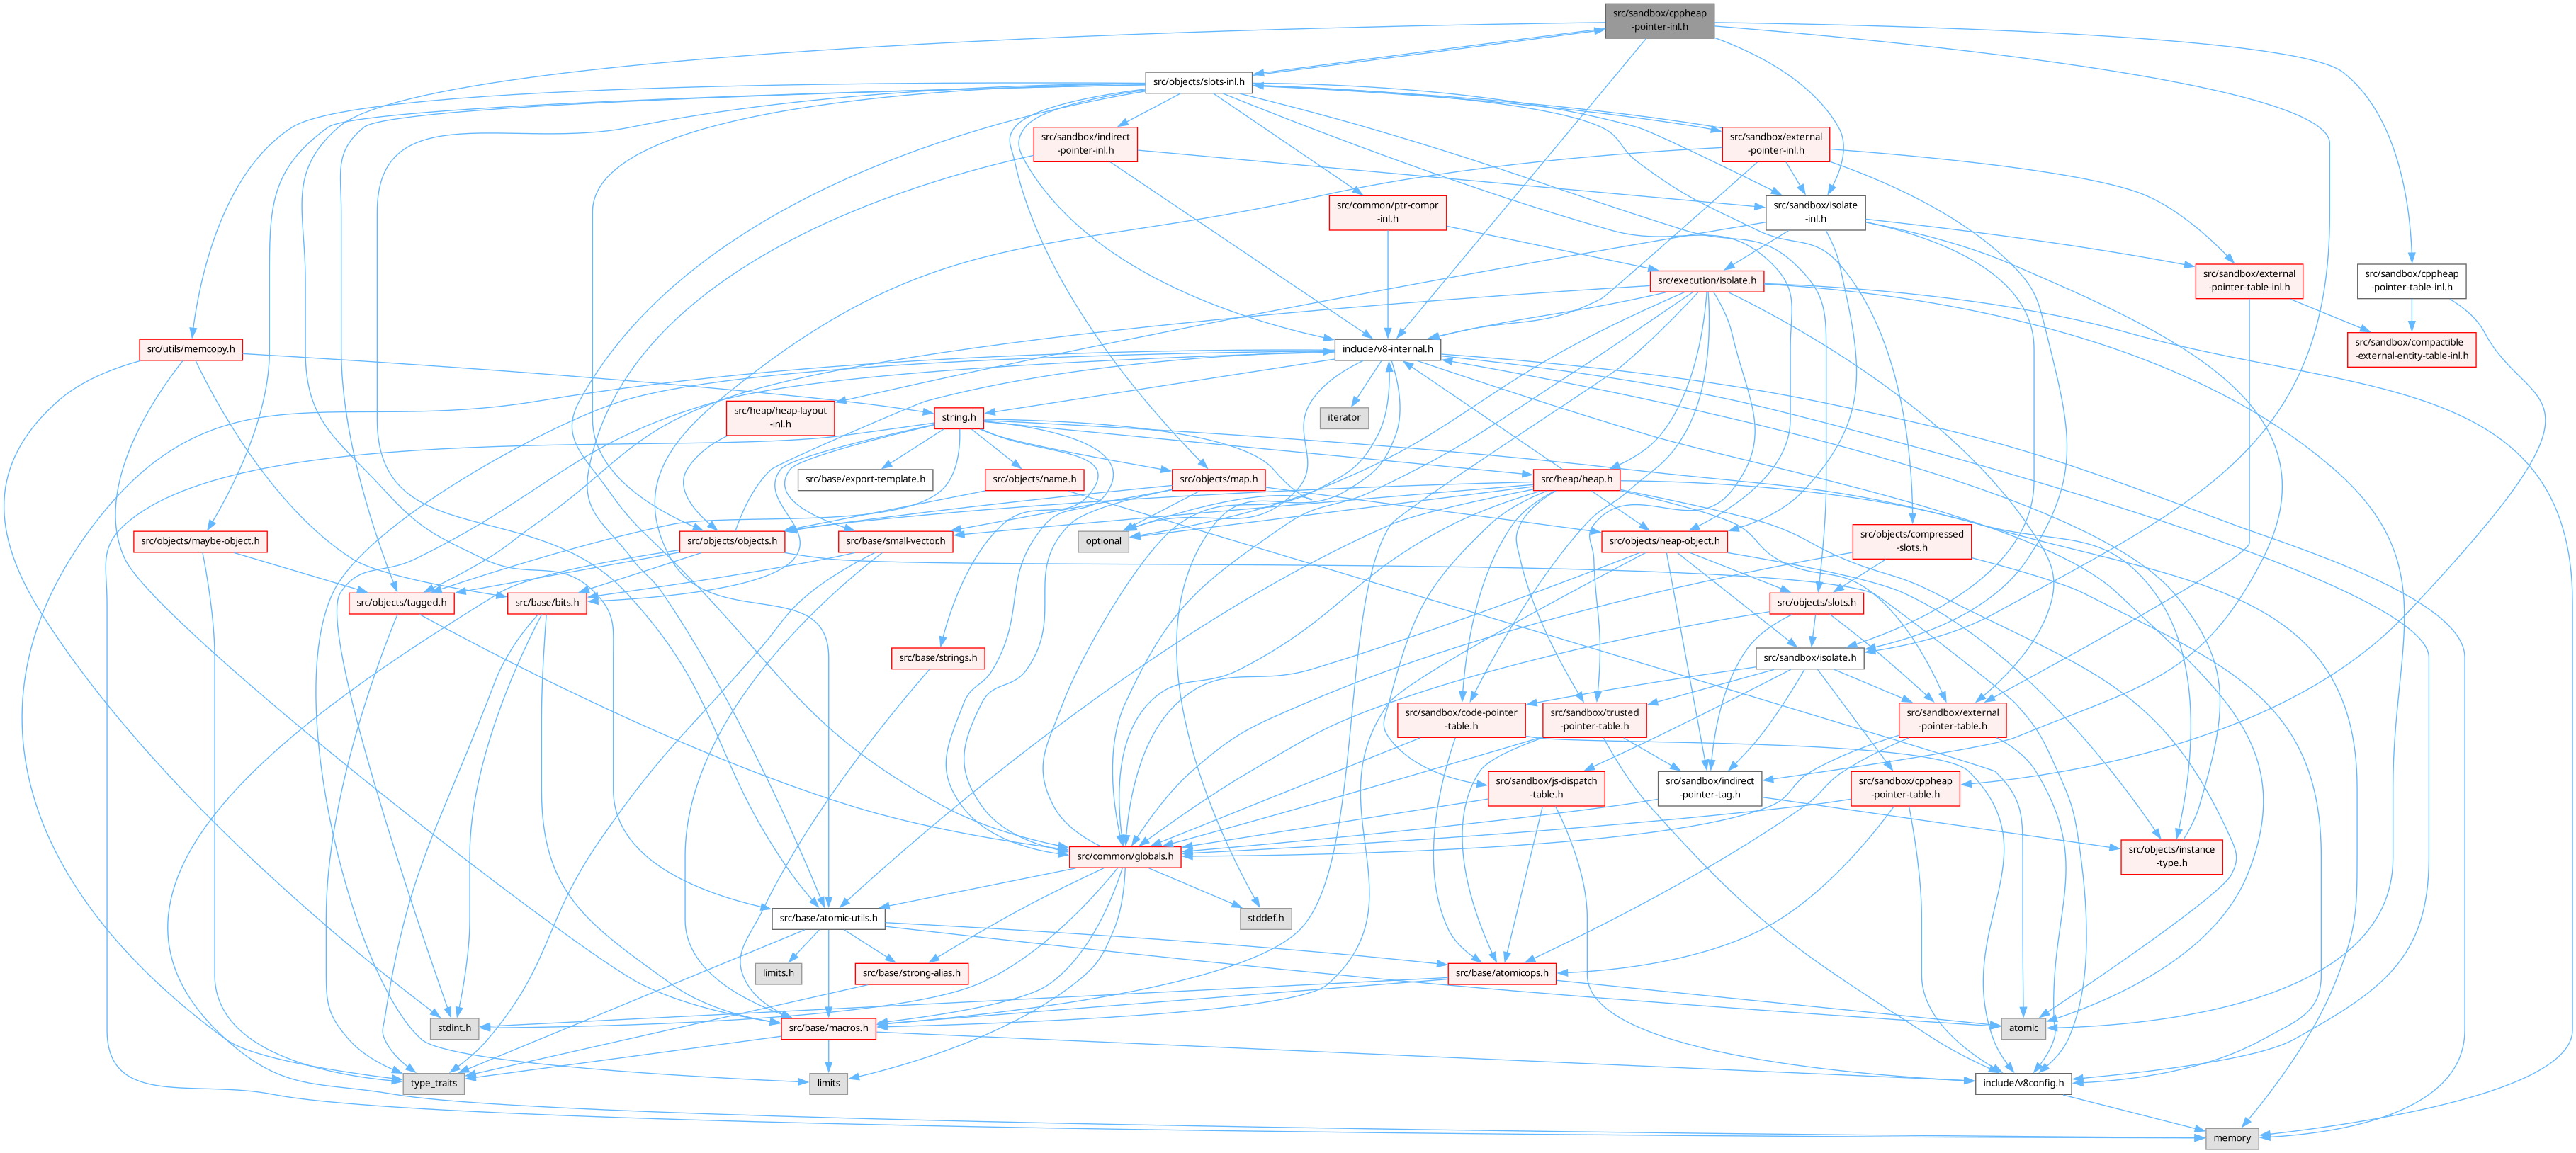 src/sandbox/cppheap
-pointer-inl.h
src/objects/slots-inl.h
src/sandbox/indirect
-pointer-inl.h
src/sandbox/external
-pointer-inl.h
src/common/ptr-compr
-inl.h
src/sandbox/isolate
-inl.h
src/execution/isolate.h
src/sandbox/external
-pointer-table-inl.h
src/sandbox/cppheap
-pointer-table-inl.h
src/utils/memcopy.h
include/v8-internal.h
src/sandbox/compactible
-external-entity-table-inl.h
src/heap/heap-layout
-inl.h
string.h
iterator
src/base/export-template.h
src/objects/name.h
src/objects/map.h
src/heap/heap.h
src/objects/maybe-object.h
src/objects/objects.h
src/base/small-vector.h
optional
src/objects/heap-object.h
src/objects/compressed
-slots.h
src/objects/tagged.h
src/base/bits.h
src/objects/slots.h
src/base/strings.h
src/sandbox/isolate.h
src/sandbox/code-pointer
-table.h
src/sandbox/trusted
-pointer-table.h
src/sandbox/external
-pointer-table.h
src/sandbox/js-dispatch
-table.h
src/sandbox/indirect
-pointer-tag.h
src/sandbox/cppheap
-pointer-table.h
src/common/globals.h
src/objects/instance
-type.h
src/base/atomic-utils.h
stddef.h
limits.h
src/base/strong-alias.h
src/base/atomicops.h
stdint.h
src/base/macros.h
atomic
type_traits
limits
include/v8config.h
memory